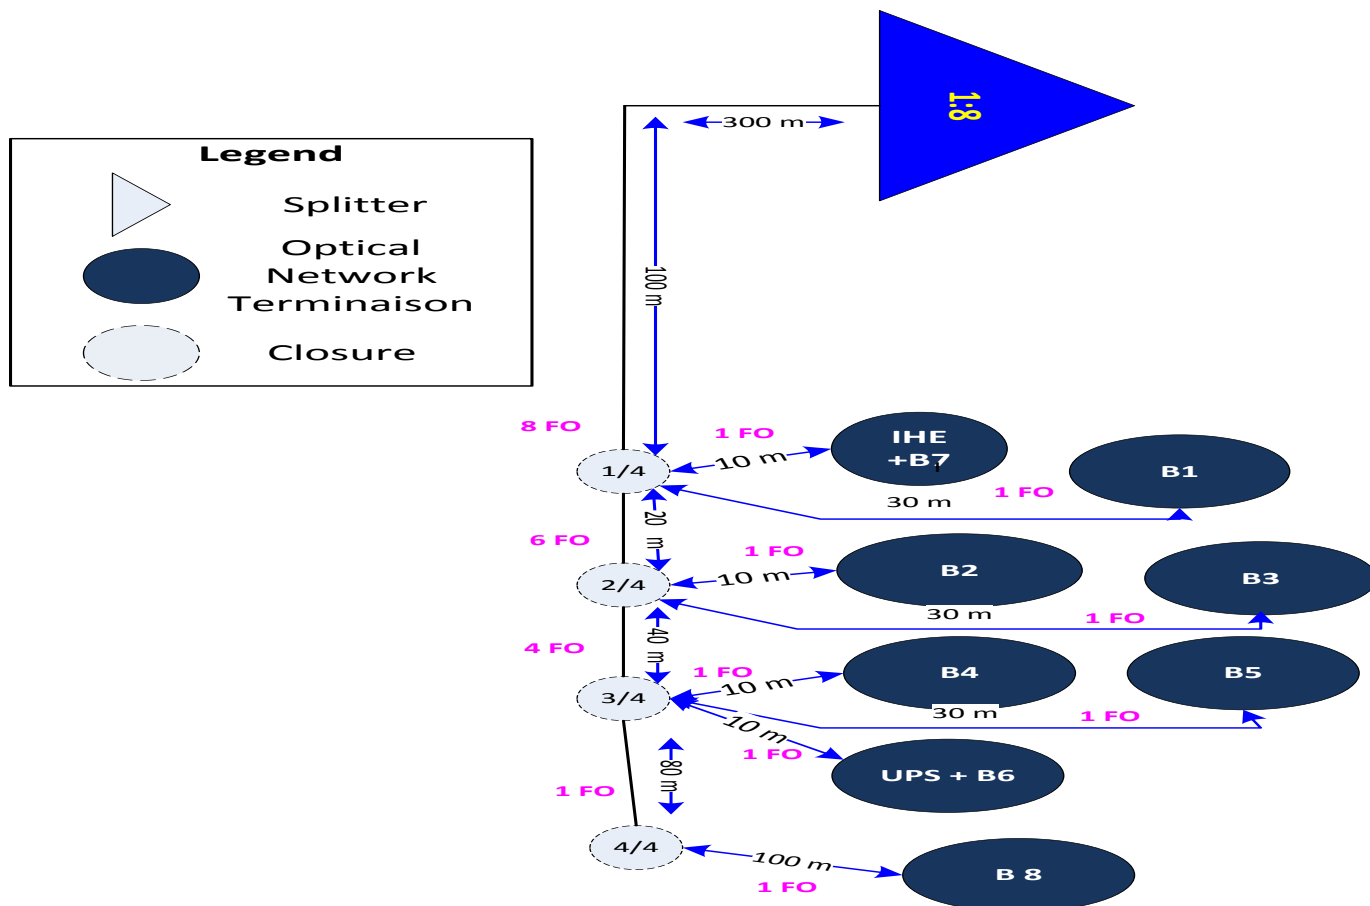 1:8
300 m
Legend
Splitter
Optical
Network
Terminaison
Closure
100 m
8 FO
1 FO
IHE
+B7
10 m
1/4
B1
1 FO
30 m
20 m
6 FO
1 FO
B2
10 m
2/4
B3
30 m
1 FO
40 m
4 FO
1 FO
B4
B5
10 m
3/4
30 m
1 FO
10 m
1 FO
80 m
UPS + B6
1 FO
4/4
100 m
1 FO
B 8